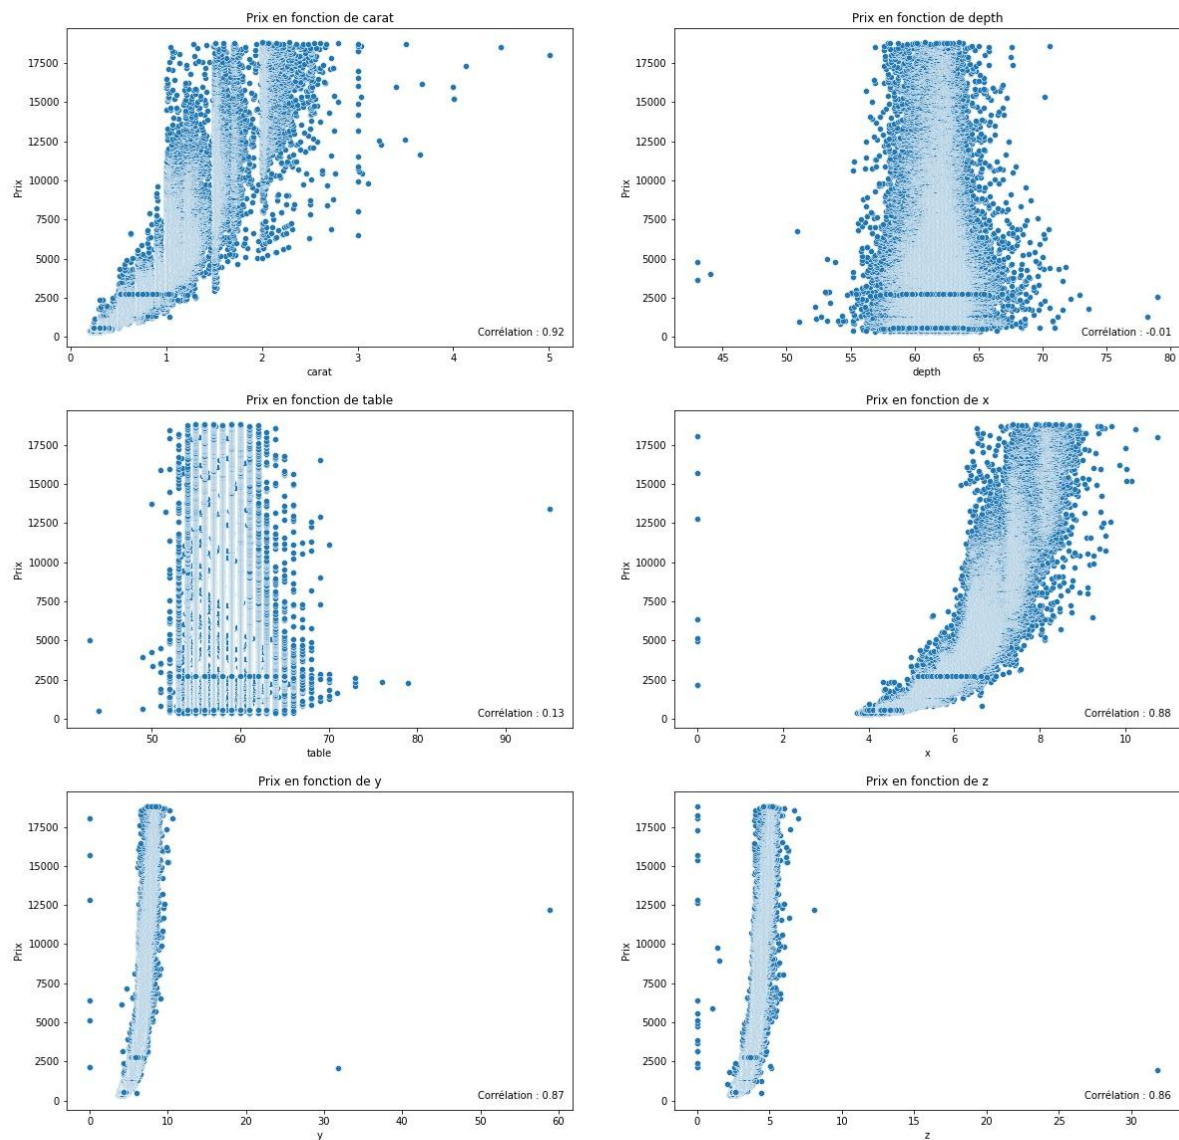 Prix en fonction de carat
17500
15000
12500
10000
7500
5000
2500
0
Prix
0 1 2 3 4 5
carat
Corrélation : 0.92
Prix en fonction de depth
17500
15000
12500
10000
7500
5000
2500
0
Prix
45 50 55 60 65 70 75 80
depth
Corrélation : -0.01
Prix en fonction de table
17500
15000
12500
10000
7500
5000
2500
0
Prix
50 60 70 80 90
table
Corrélation : 0.13
Prix en fonction de x
17500
15000
12500
10000
7500
5000
2500
0
Prix
0 2 4 6 8 10
x
Corrélation : 0.88
Prix en fonction de y
17500
15000
12500
10000
7500
5000
2500
0
Prix
0 10 20 30 40 50 60
y
Corrélation : 0.87
Prix en fonction de z
17500
15000
12500
10000
7500
5000
2500
0
Prix
0 5 10 15 20 25 30
z
Corrélation : 0.86